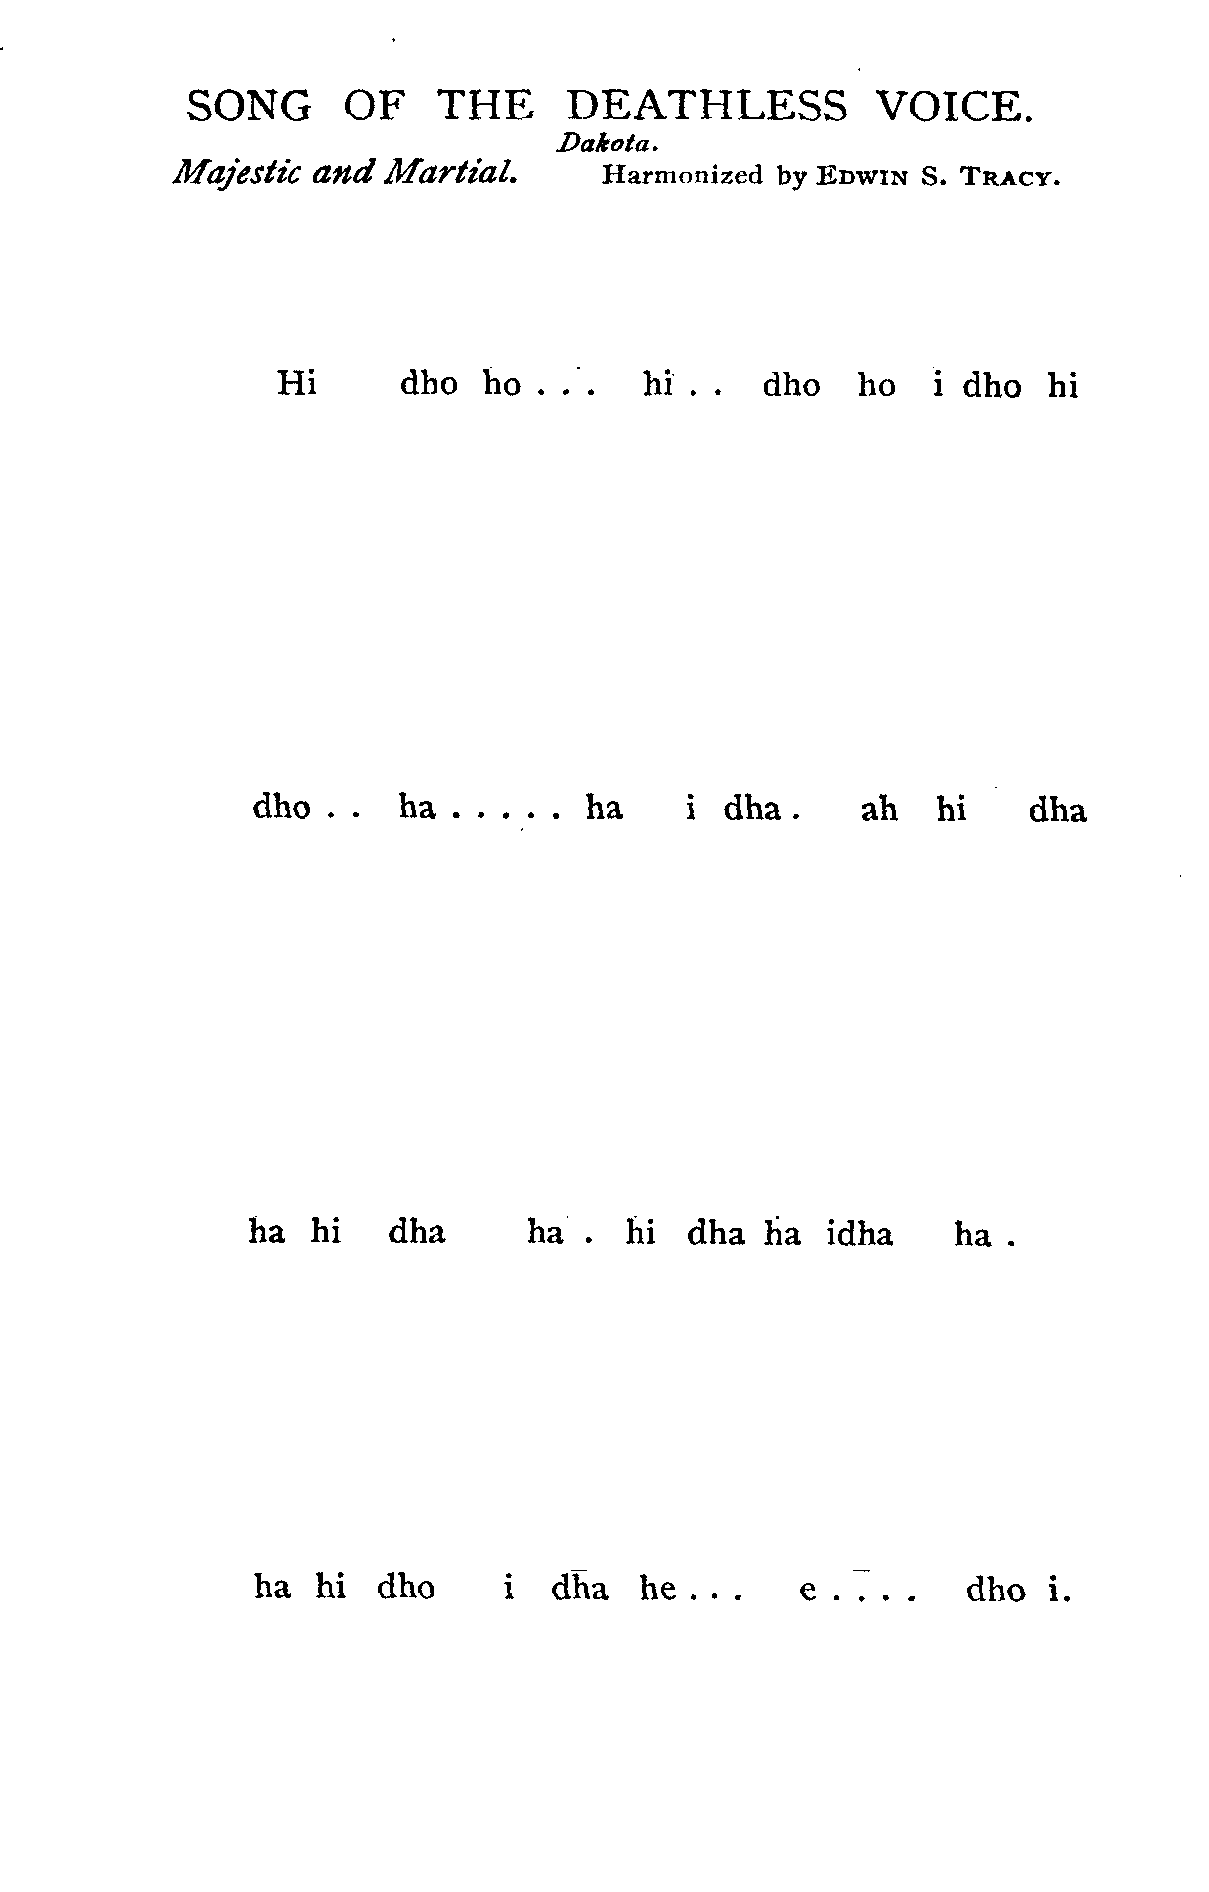 SONG OF THE DEATHLESS VOICE.
Dakota.
Majestic and Martial. Harmonized by EDWIN S. TRACY.
Hi dho ho . . . hi . . dho ho i dho hi
dho . . ha . . . . . ha i dha . ah hi dha
ha hi dha ha . hi dha ha idha ha .
ha hi dho i dha he . . . e . . . . dho i.